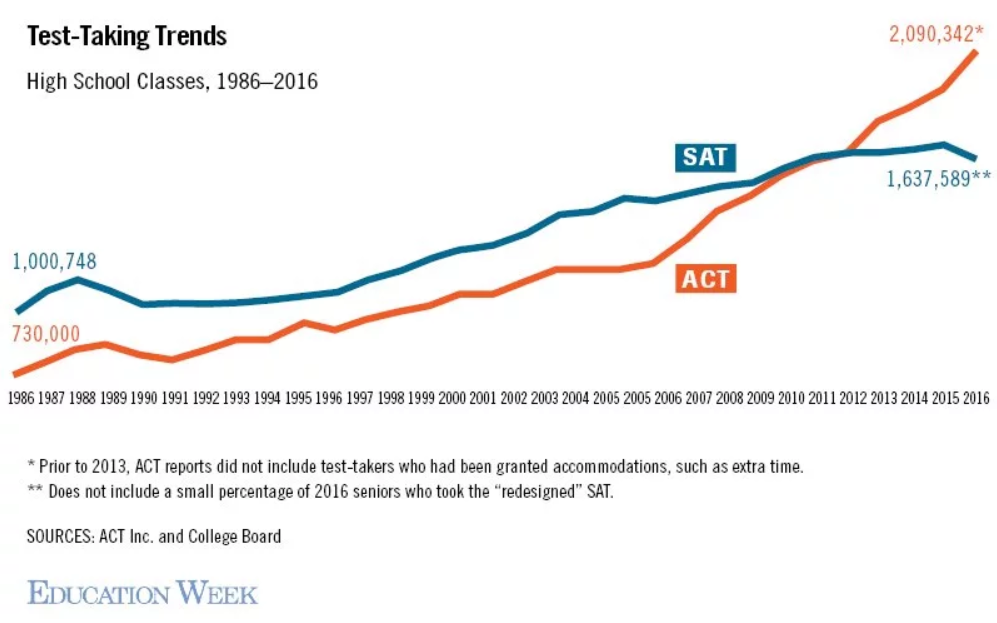 Test-Taking Trends
High School Classes, 1986–2016
2,090,342*
SAT
1,637,589**
1,000,748
ACT
730,000
1986 1987 1988 1989 1990 1991 1992 1993 1994 1995 1996 1997 1998 1999 2000 2001 2002 2003 2004 2005 2005 2006 2007 2008 2009 2010 2011 2012 2013 2014 2015 2016
* Prior to 2013, ACT reports did not include test-takers who had been granted accommodations, such as extra time.
** Does not include a small percentage of 2016 seniors who took the “redesigned” SAT.
SOURCES: ACT Inc. and College Board
EDUCATION WEEK